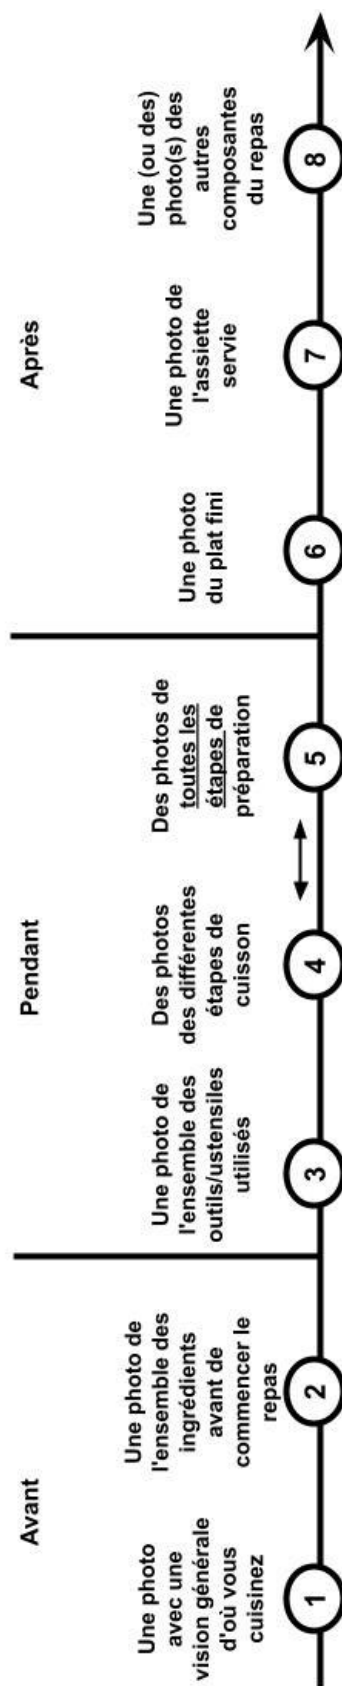 Avant
Une photo
avec une
vision générale
d'où vous
cuisinez
1
Une photo de
l'ensemble des
ingrédients
avant de
commencer le
repas
2
Pendant
Une photo de
l'ensemble des
outils/ustensiles
utilisés
3
Des photos
des différentes
étapes de
cuisson
4
Des photos de
toutes les
étapes de
préparation
5
Après
Une photo
du plat fini
6
Une photo de
l'assiette
servie
7
Une (ou des)
photo(s) des
autres
composantes
du repas
8